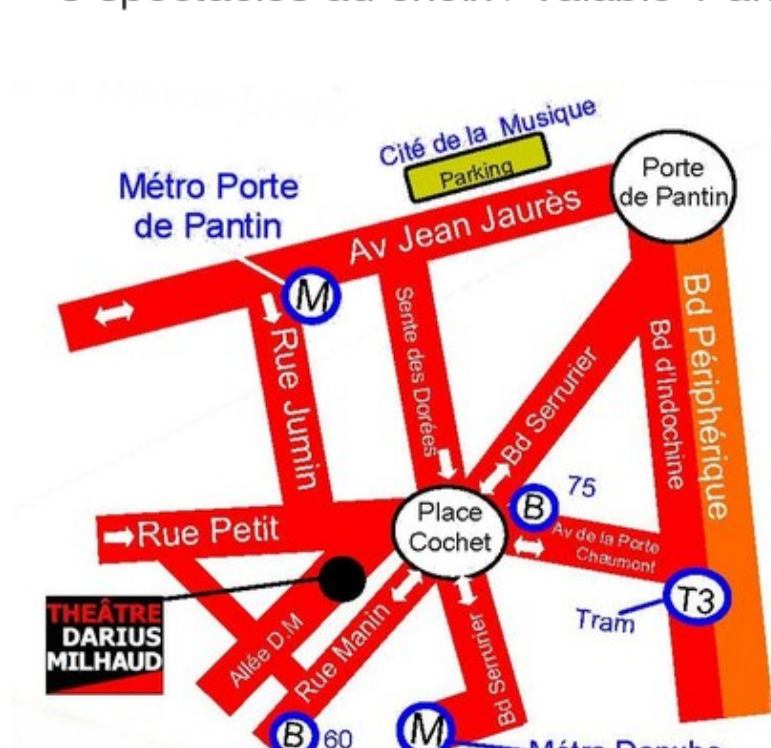 Cité de la Musique
Parking
Porte
de Pantin
Métro Porte
de Pantin
Av Jean Jaurès
M
Bd Périphérique
Sente des Dorées
Rue Jumin
Bd Serrurier
Bd d'Indochine
75
B
Place
Cochet
Rue Petit
Av de la Porte
Chaumont
T3
Tram
THEÂTRE
DARIUS
MILHAUD
Allée D.M
Rue Manin
Bd Serrurier
B
60
M
Métro Danube